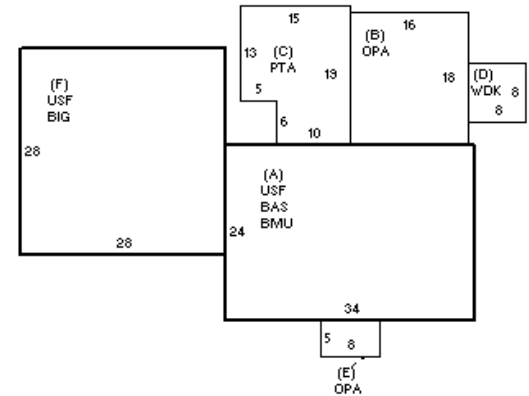 15
16
(B)
OPA
13
(C)
PTA
19
18
(D)
WDK
8
8
5
6
10
(F)
USF
BIG
28
28
(A)
USF
BAS
BMU
24
34
5
8
(E)
OPA